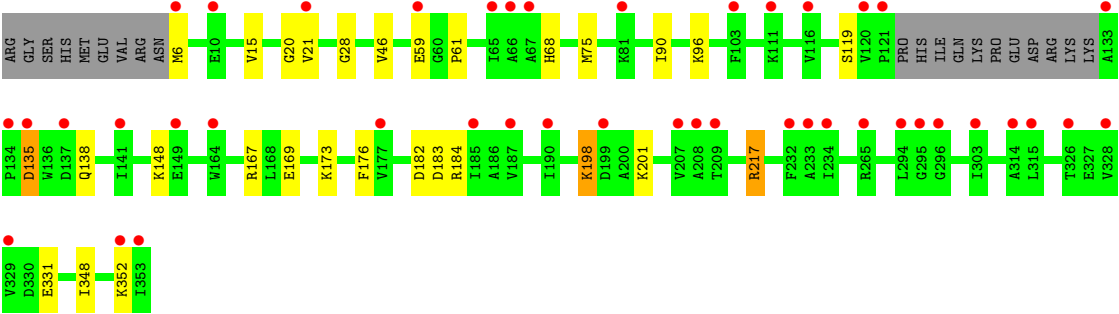 ARG GLY SER HIS MET GLU VAL ARG ASN M6 E10 V15 G20 V21 G28 V46 E59 G60 P61 I65 A66 A67 H68 M75 K81 I90 K96 F103 K111 V116 S119 V120 P121 PRO HIS ILE GLN LYS PRO GLU ASP ARG LYS LYS A133
P134 D135 W136 D137 Q138 I141 K148 E149 W164 R167 L168 E169 K173 F176 V177 D182 D183 R184 I185 A186 V187 I190 K198 D199 A200 K201 V207 A208 T209 R217 F232 A233 I234 R265 L294 G295 G296 I303 A314 L315 T326 E327 V328
V329 D330 E331 I348 K352 I353